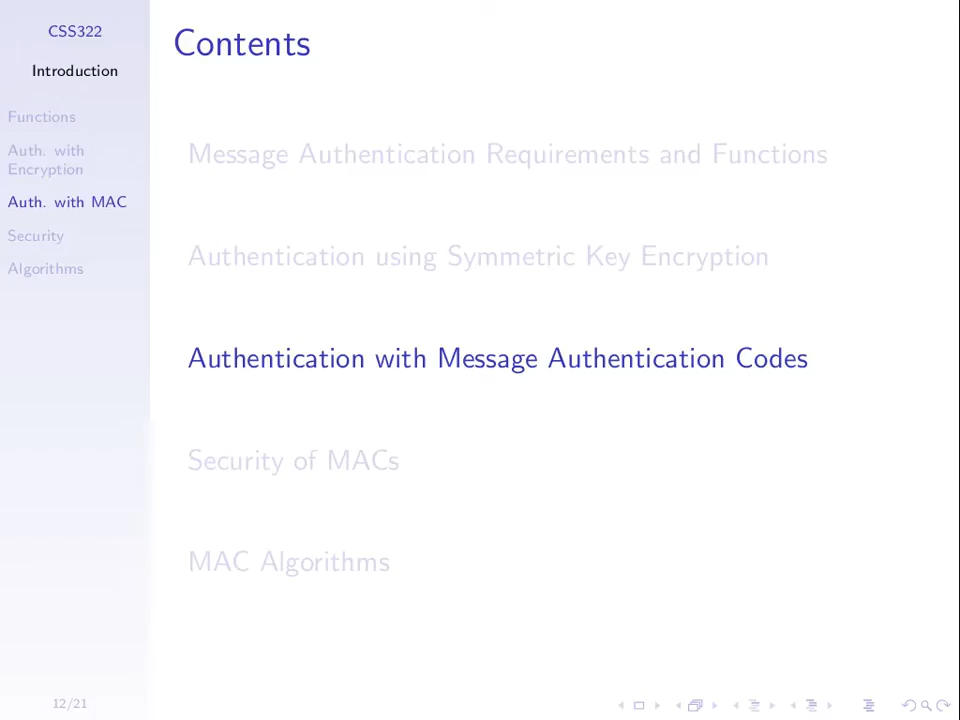 CSS322
Introduction
Functions
Auth. with
Encryption
Auth. with MAC
Security
Algorithms
Contents
Message Authentication Requirements and Functions
Authentication using Symmetric Key Encryption
Authentication with Message Authentication Codes
Security of MACs
MAC Algorithms
12/21